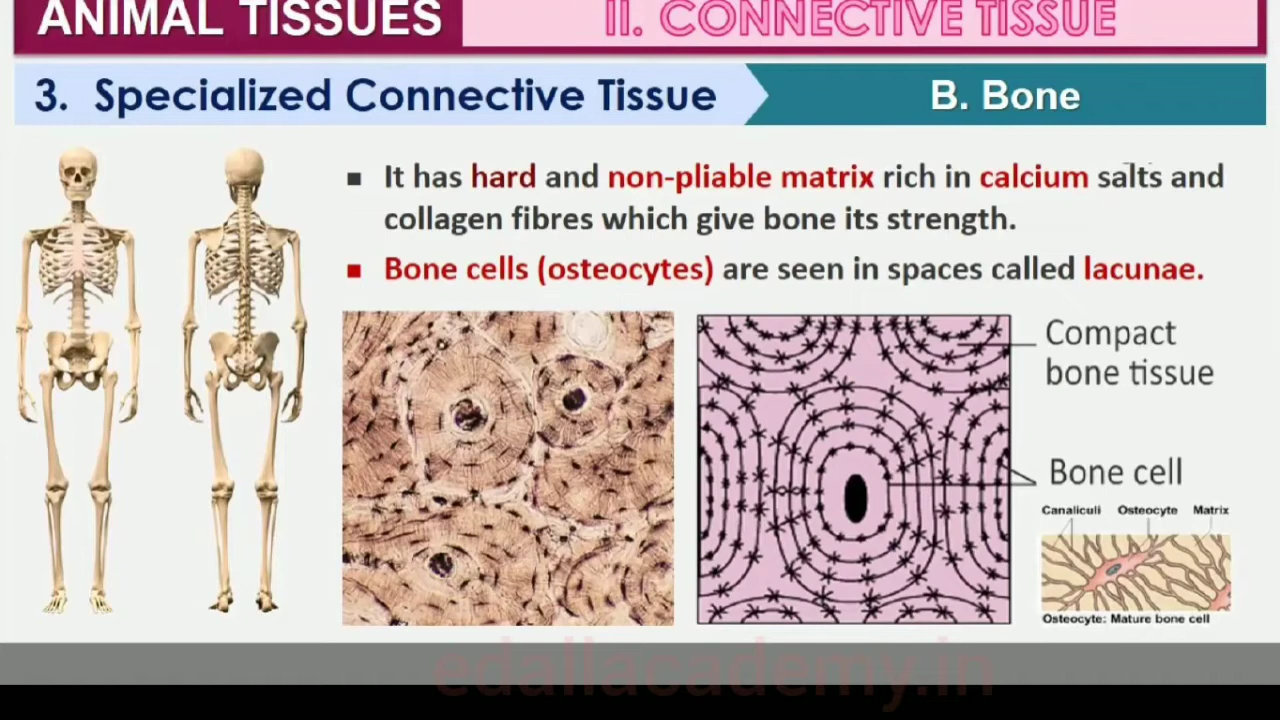 ANIMAL TISSUES
II. CONNECTIVE TISSUE
3. Specialized Connective Tissue
B. Bone
▪ It has hard and non-pliable matrix rich in calcium salts and
collagen fibres which give bone its strength.
▪ Bone cells (osteocytes) are seen in spaces called lacunae.
Compact
bone tissue
Bone cell
Canaliculi Osteocyte Matrix
Osteocyte: Mature bone cell
edallacademy.in